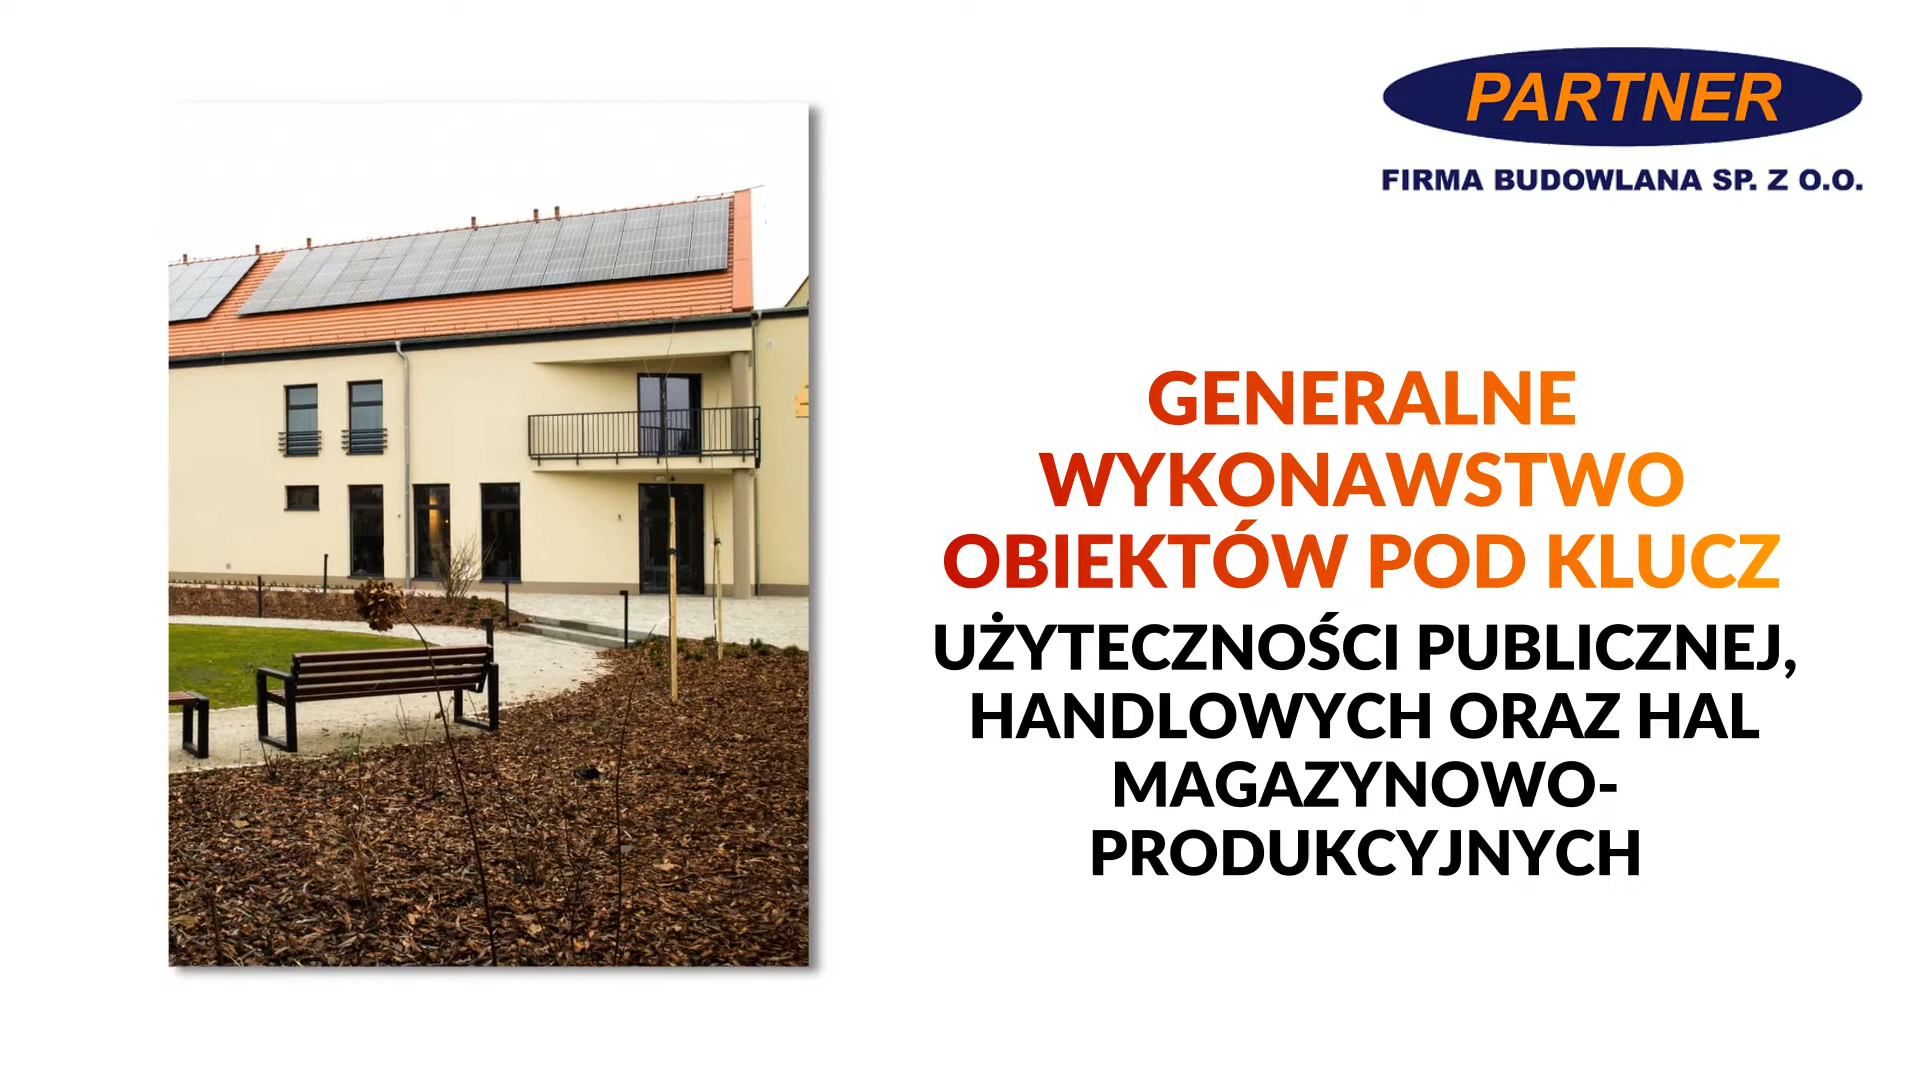 PARTNER
FIRMA BUDOWLANA SP. Z O.O.
GENERALNE
WYKONAWSTWO
OBIEKTÓW POD KLUCZ
UŻYTECZNOŚCI PUBLICZNEJ,
HANDLOWYCH ORAZ HAL
MAGAZYNOWO-
PRODUKCYJNYCH